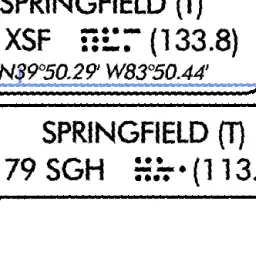 SPRINGFIELD (T)
XSF (133.8)
N39°50.29' W83°50.44'
SPRINGFIELD (T)
79 SGH (113.